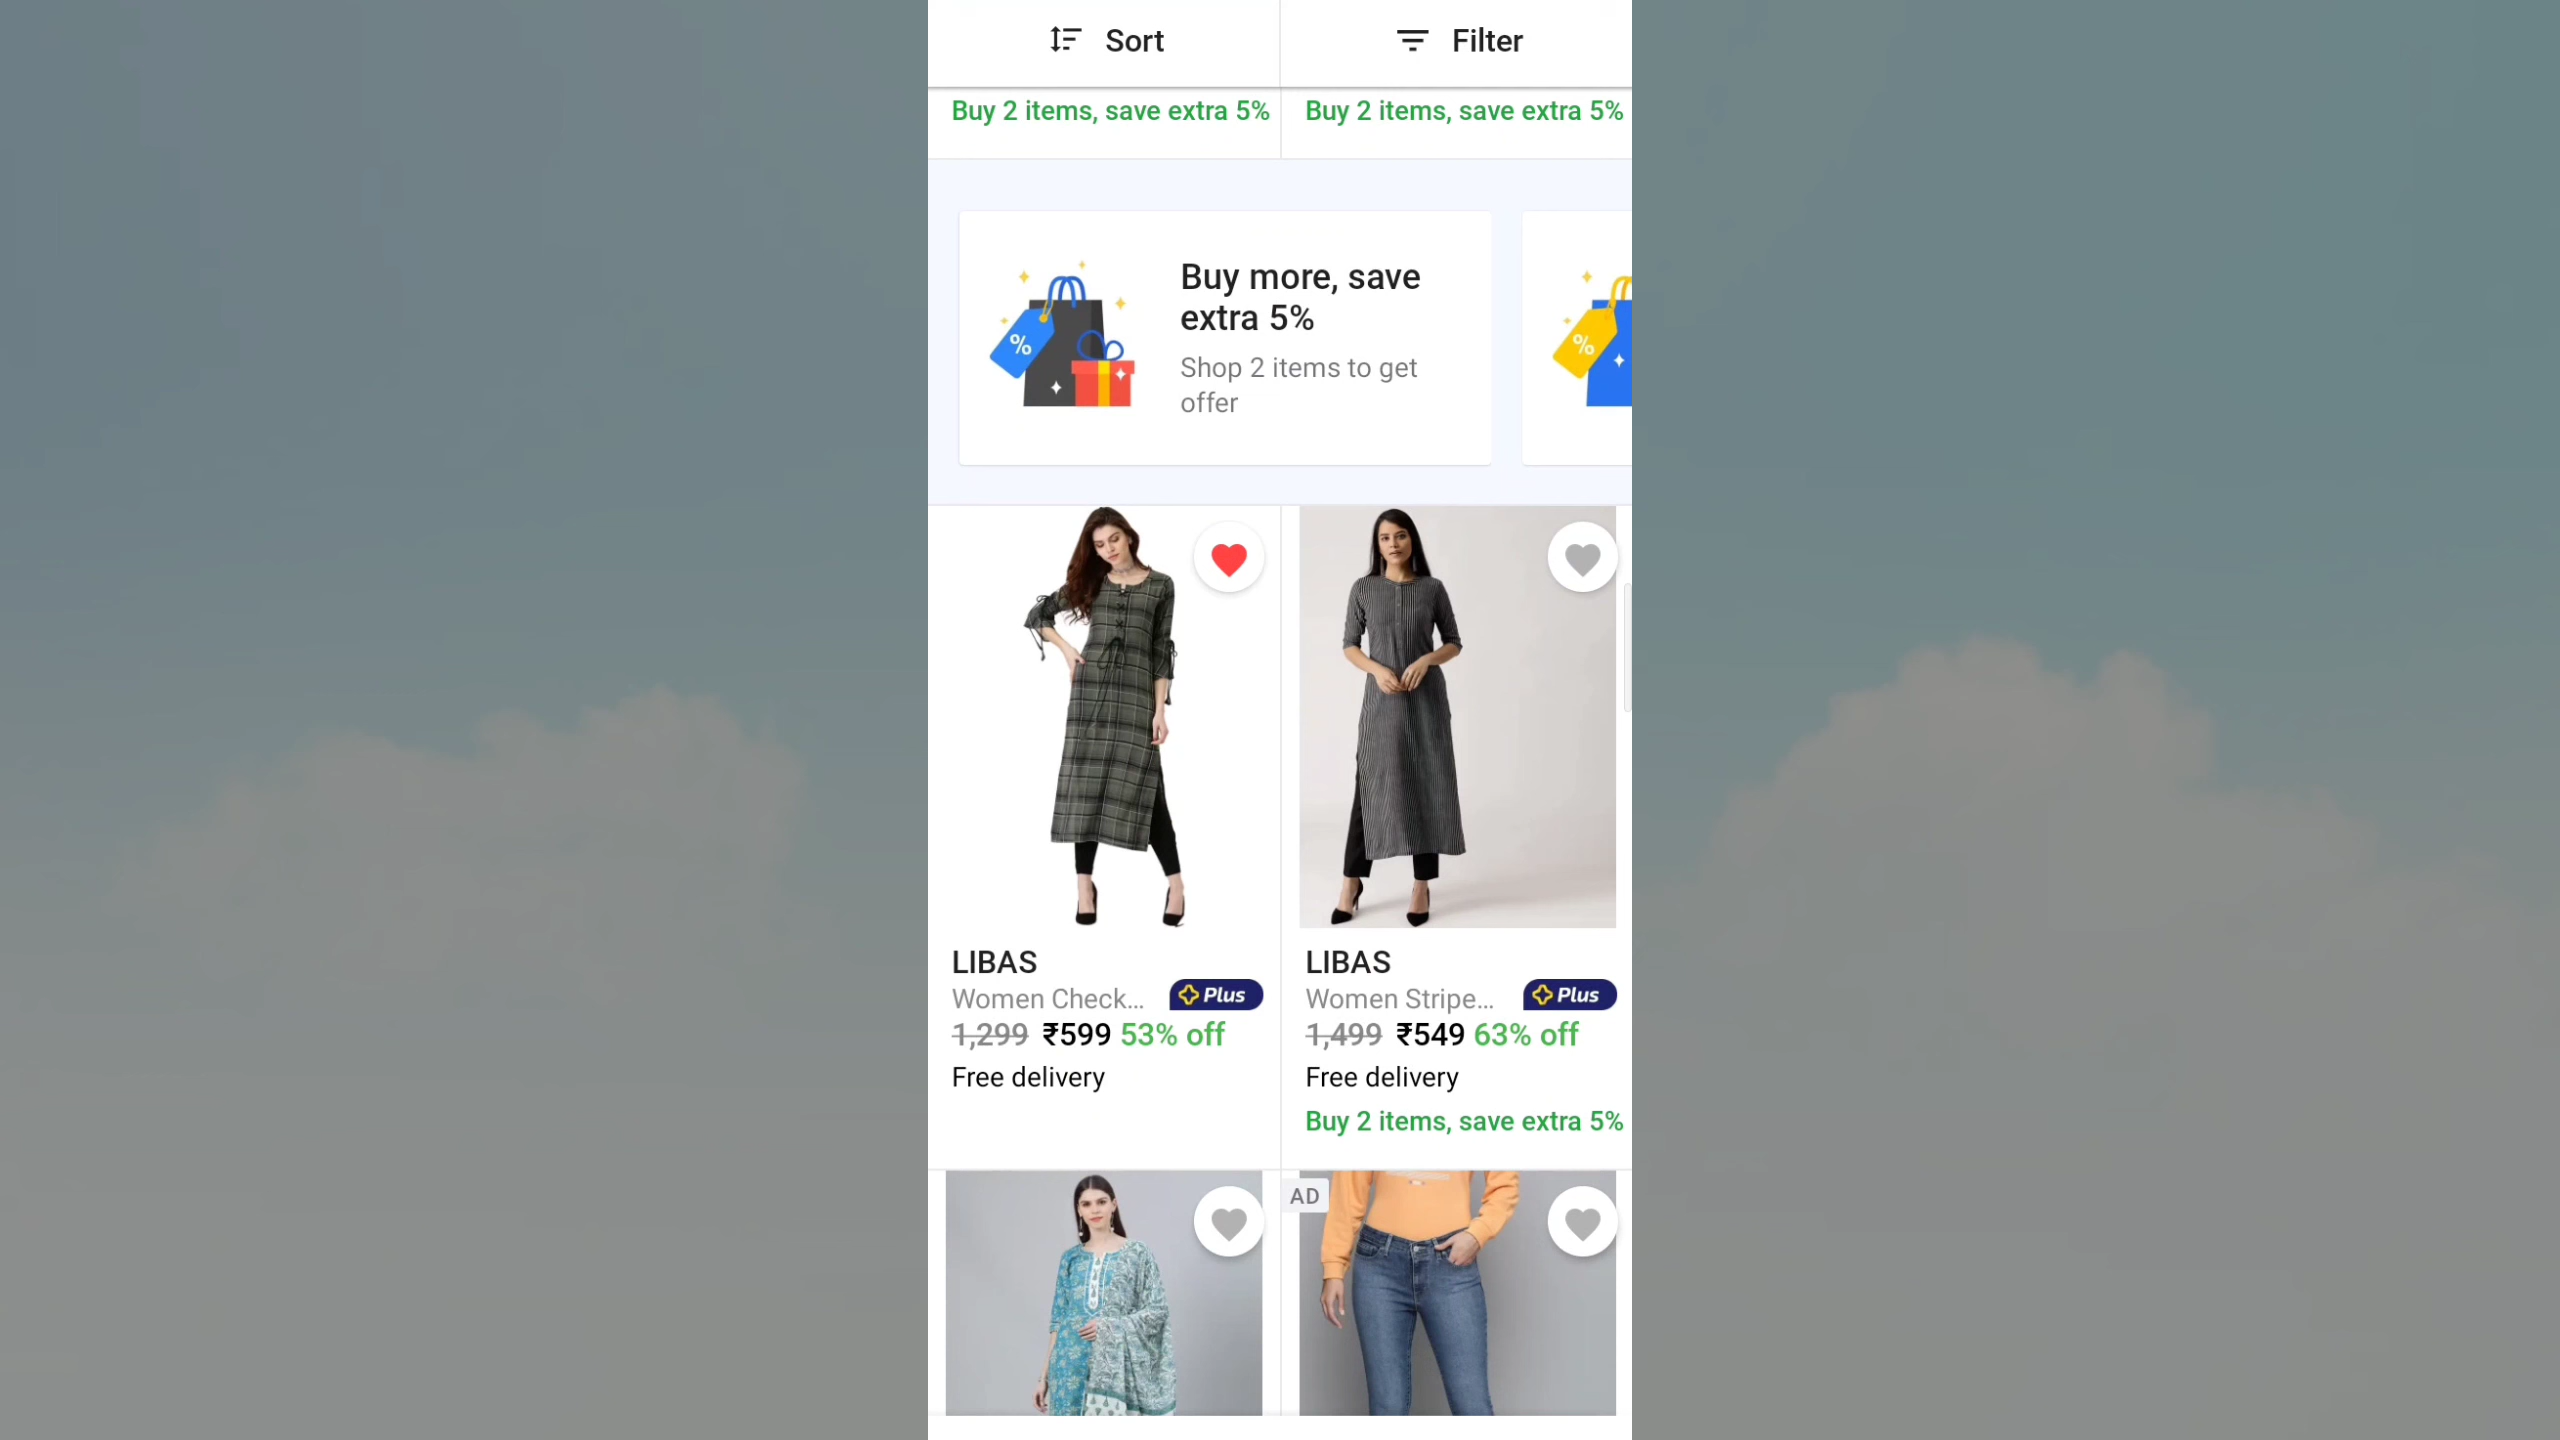 Sort
Filter
Buy 2 items, save extra 5%
Buy 2 items, save extra 5%
%
Buy more, save
extra 5%
Shop 2 items to get
offer
%
LIBAS
Women Check...
Plus
1,299 ₹599 53% off
Free delivery
LIBAS
Women Stripe...
Plus
1,499 ₹549 63% off
Free delivery
Buy 2 items, save extra 5%
AD